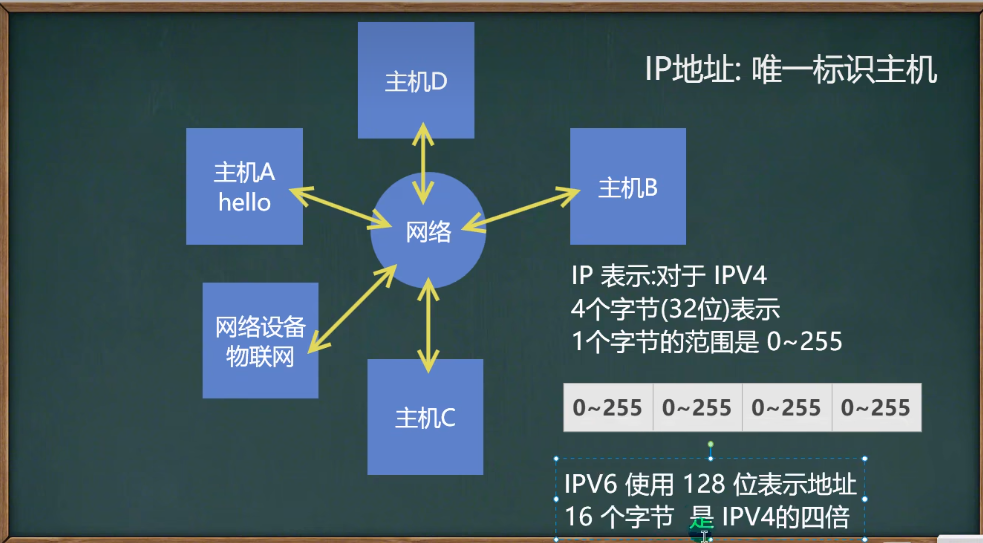 IP地址: 唯一标识主机
主机D
主机A
hello
主机B
网络
IP 表示:对于 IPV4
4个字节(32位)表示
1个字节的范围是 0~255
网络设备
物联网
主机C
0~255 0~255 0~255 0~255
IPV6 使用 128 位表示地址
16 个字节 是 IPV4的四倍